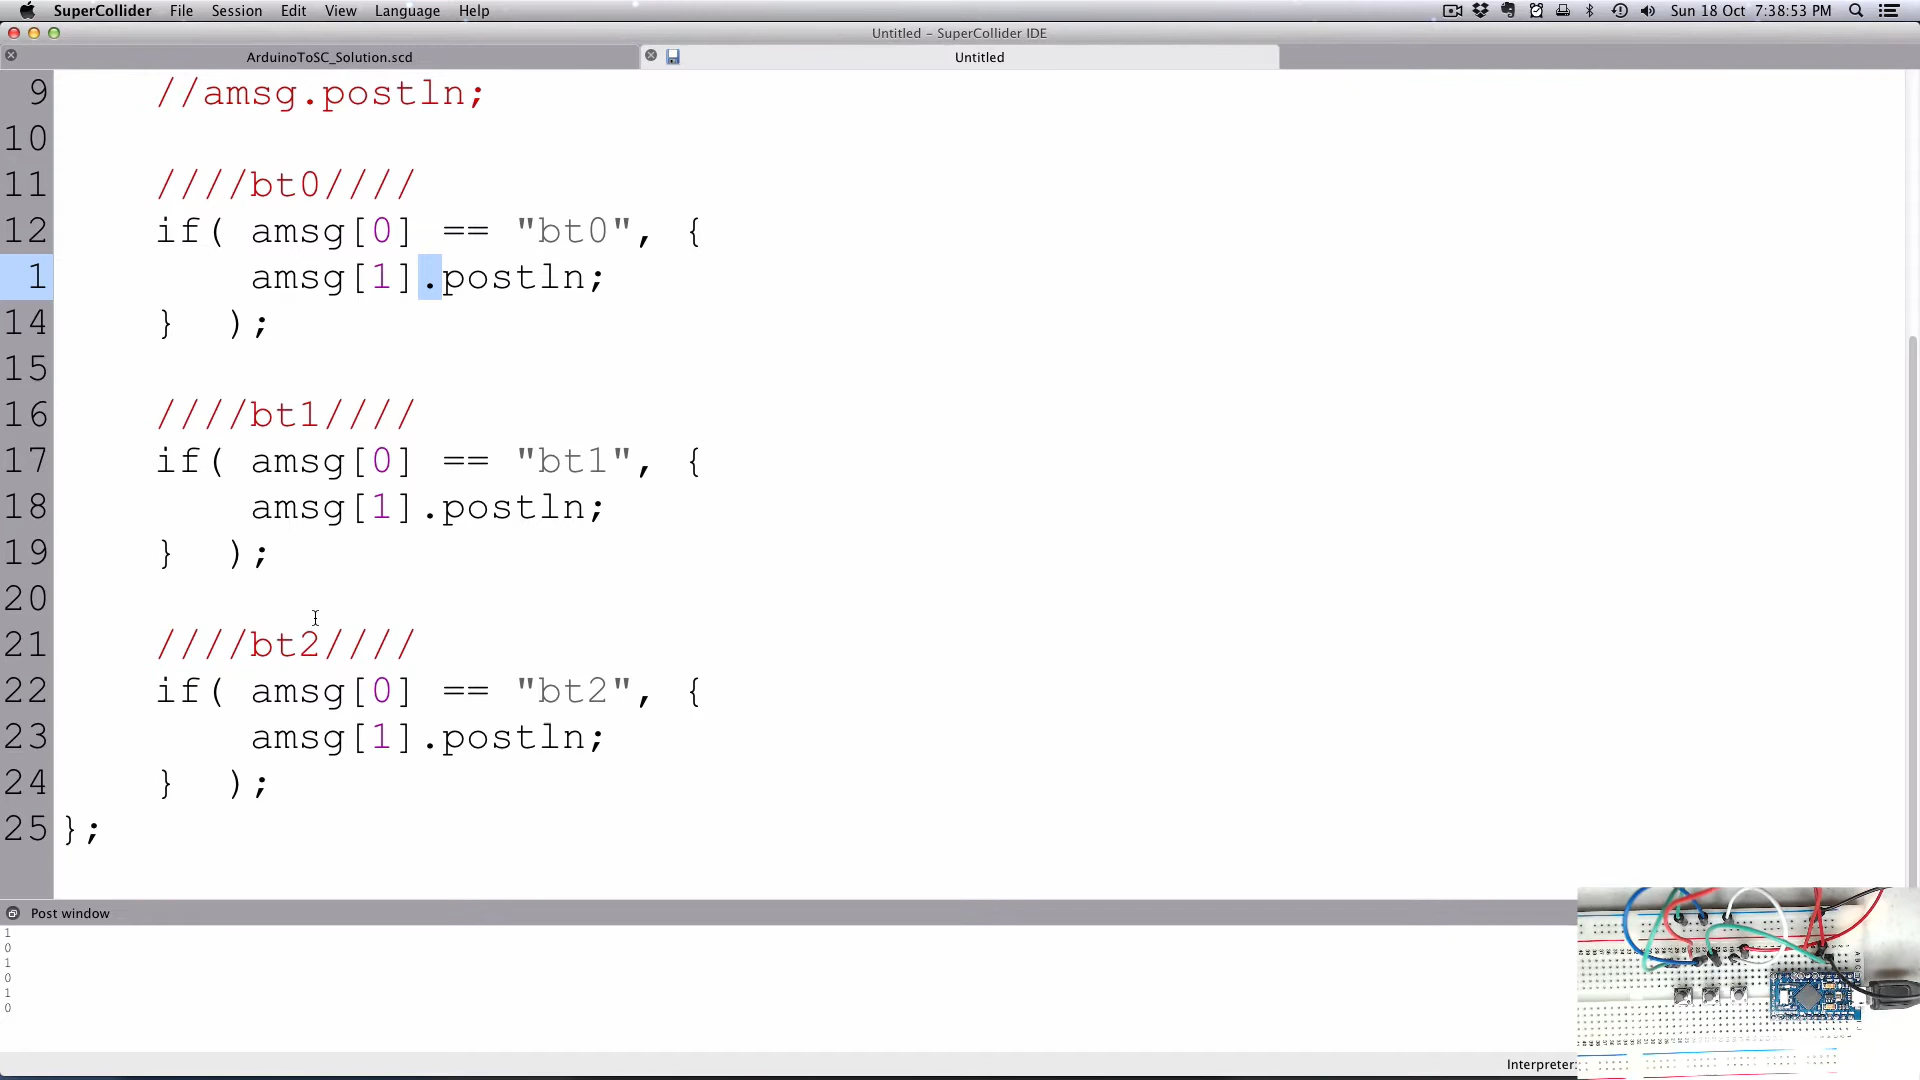 SuperCollider File Session Edit View Language Help Sun 18 Oct 7:38:53 PM
Untitled – SuperCollider IDE
ArduinoToSC_Solution.scd Untitled
9 //amsg.postln;
10
11 ////bt0////
12 if( amsg[0] == "bt0", {
1 amsg[1].postln;
14 } );
15
16 ////bt1////
17 if( amsg[0] == "bt1", {
18 amsg[1].postln;
19 } );
20
21 ////bt2////
22 if( amsg[0] == "bt2", {
23 amsg[1].postln;
24 } );
25 };
Post window
1
0
1
0
1
0
Interpreter: